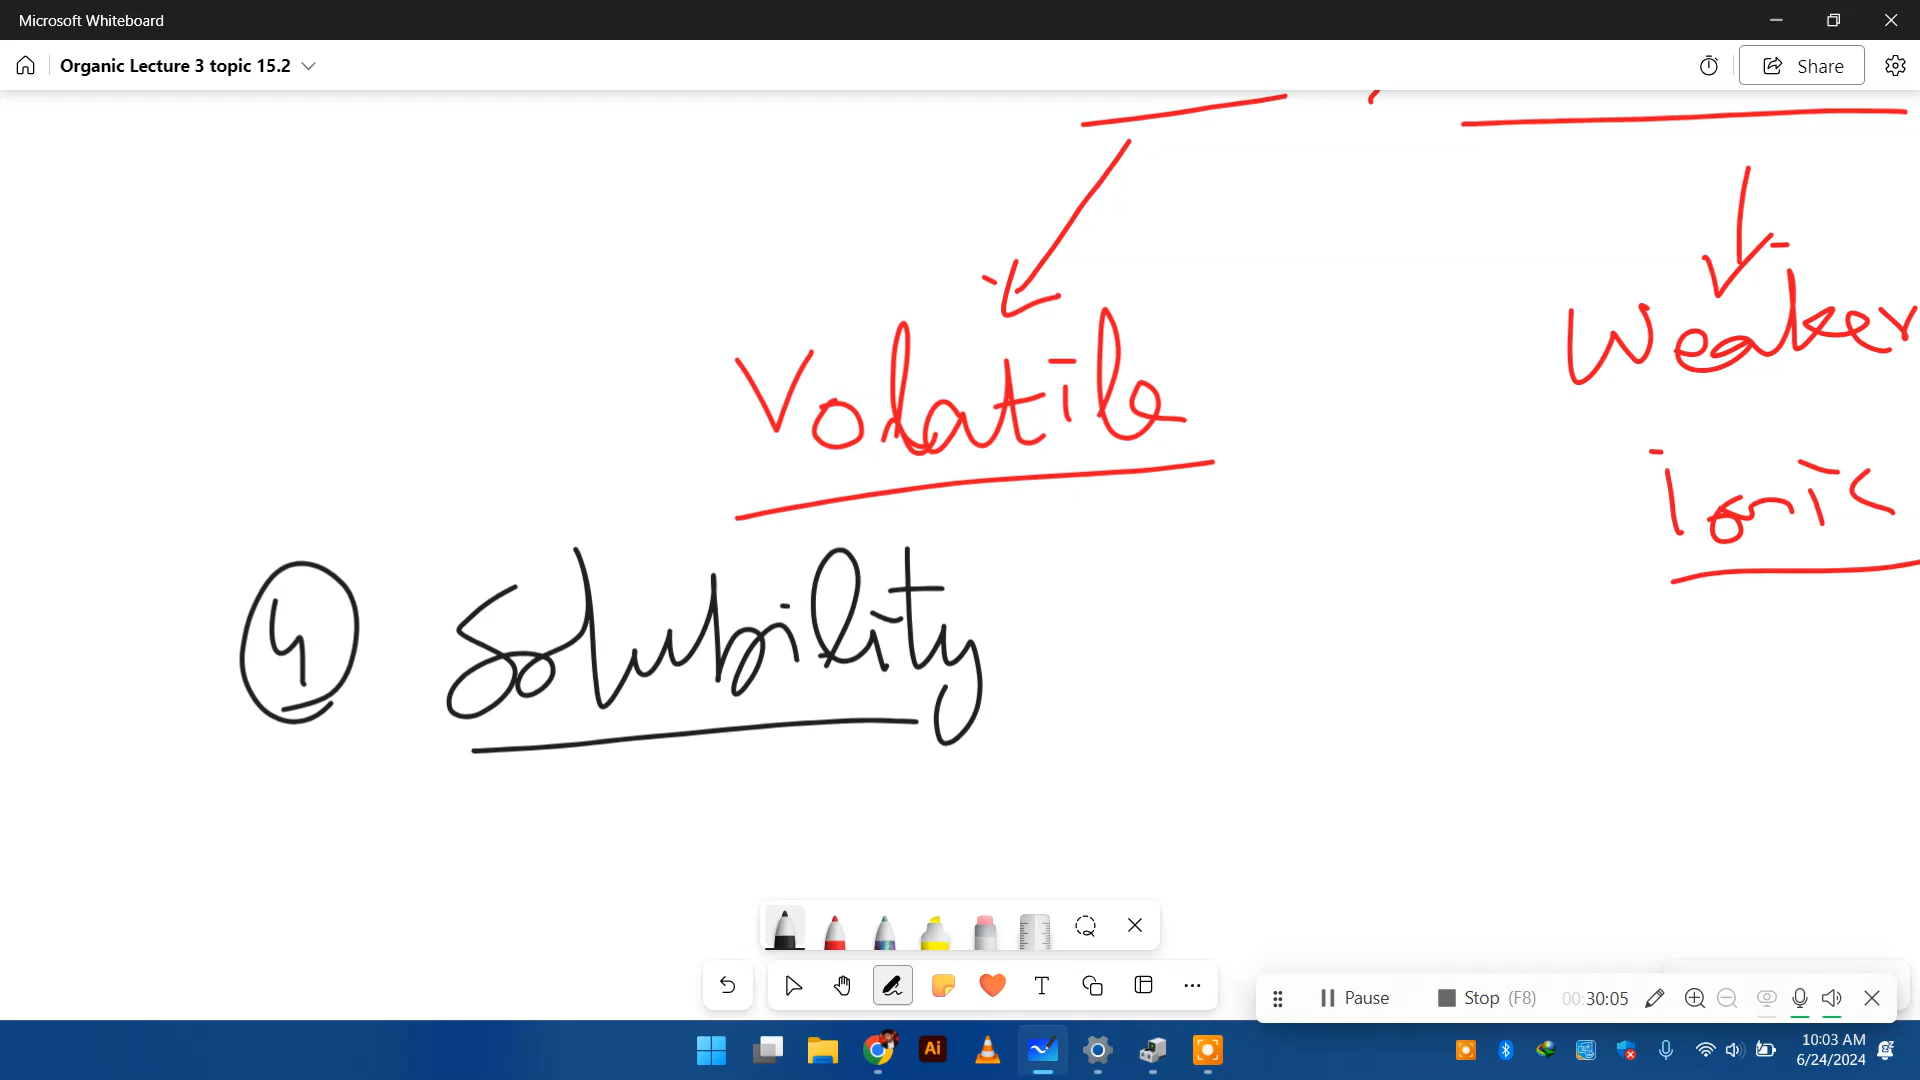 Microsoft Whiteboard
Organic Lecture 3 topic 15.2
Share
Volatile
Weaker
ionic
4 Solubility
Pause
Stop (F8)
00:30:05
Ai
10:03 AM
6/24/2024